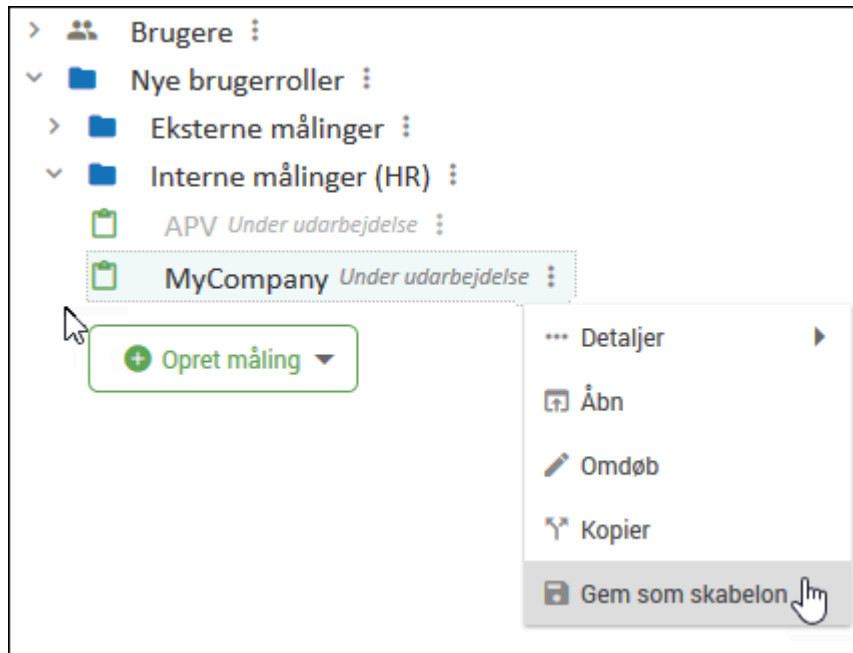 Brugere
Nye brugerroller
Eksterne målinger
Interne målinger (HR)
APV Under udarbejdelse
MyCompany Under udarbejdelse
Opret måling
Detaljer
Åbn
Omdøb
Kopier
Gem som skabelon